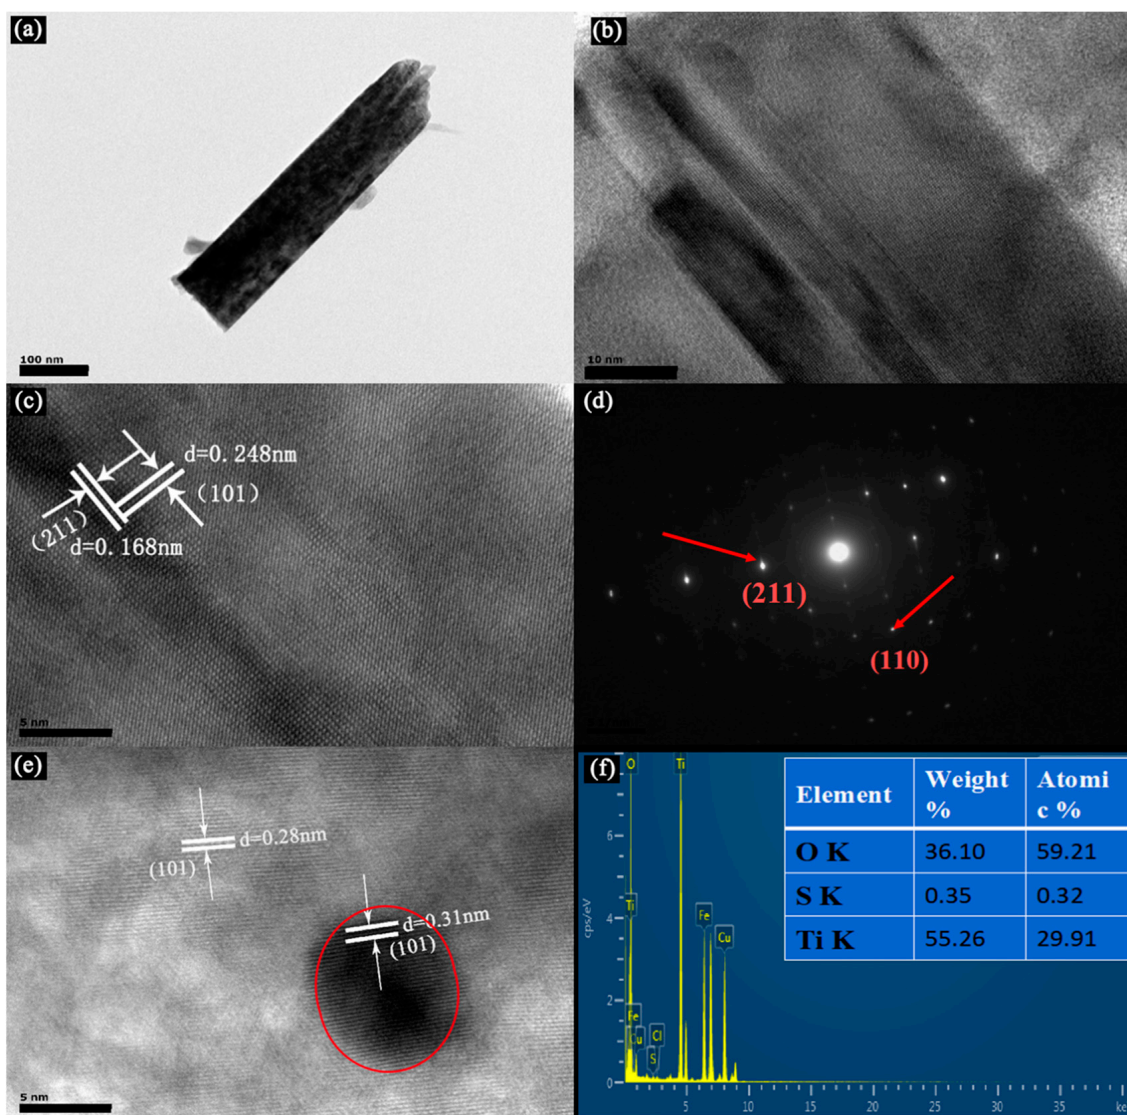 (a)
100 nm
(b)
10 nm
(c)
d=0.248nm
(101)
(211)
d=0.168nm
5 nm
(d)
(211)
(110)
(e)
d=0.28nm
(101)
d=0.31nm
(101)
5 nm
(f)
O
Ti
Ti
Fe
Cu
Fe
Cu
Cl
S
cps/eV
6
4
2
0
5 10 15 20 25 30 35 ke
Element Weight % Atomi c %
O K 36.10 59.21
S K 0.35 0.32
Ti K 55.26 29.91